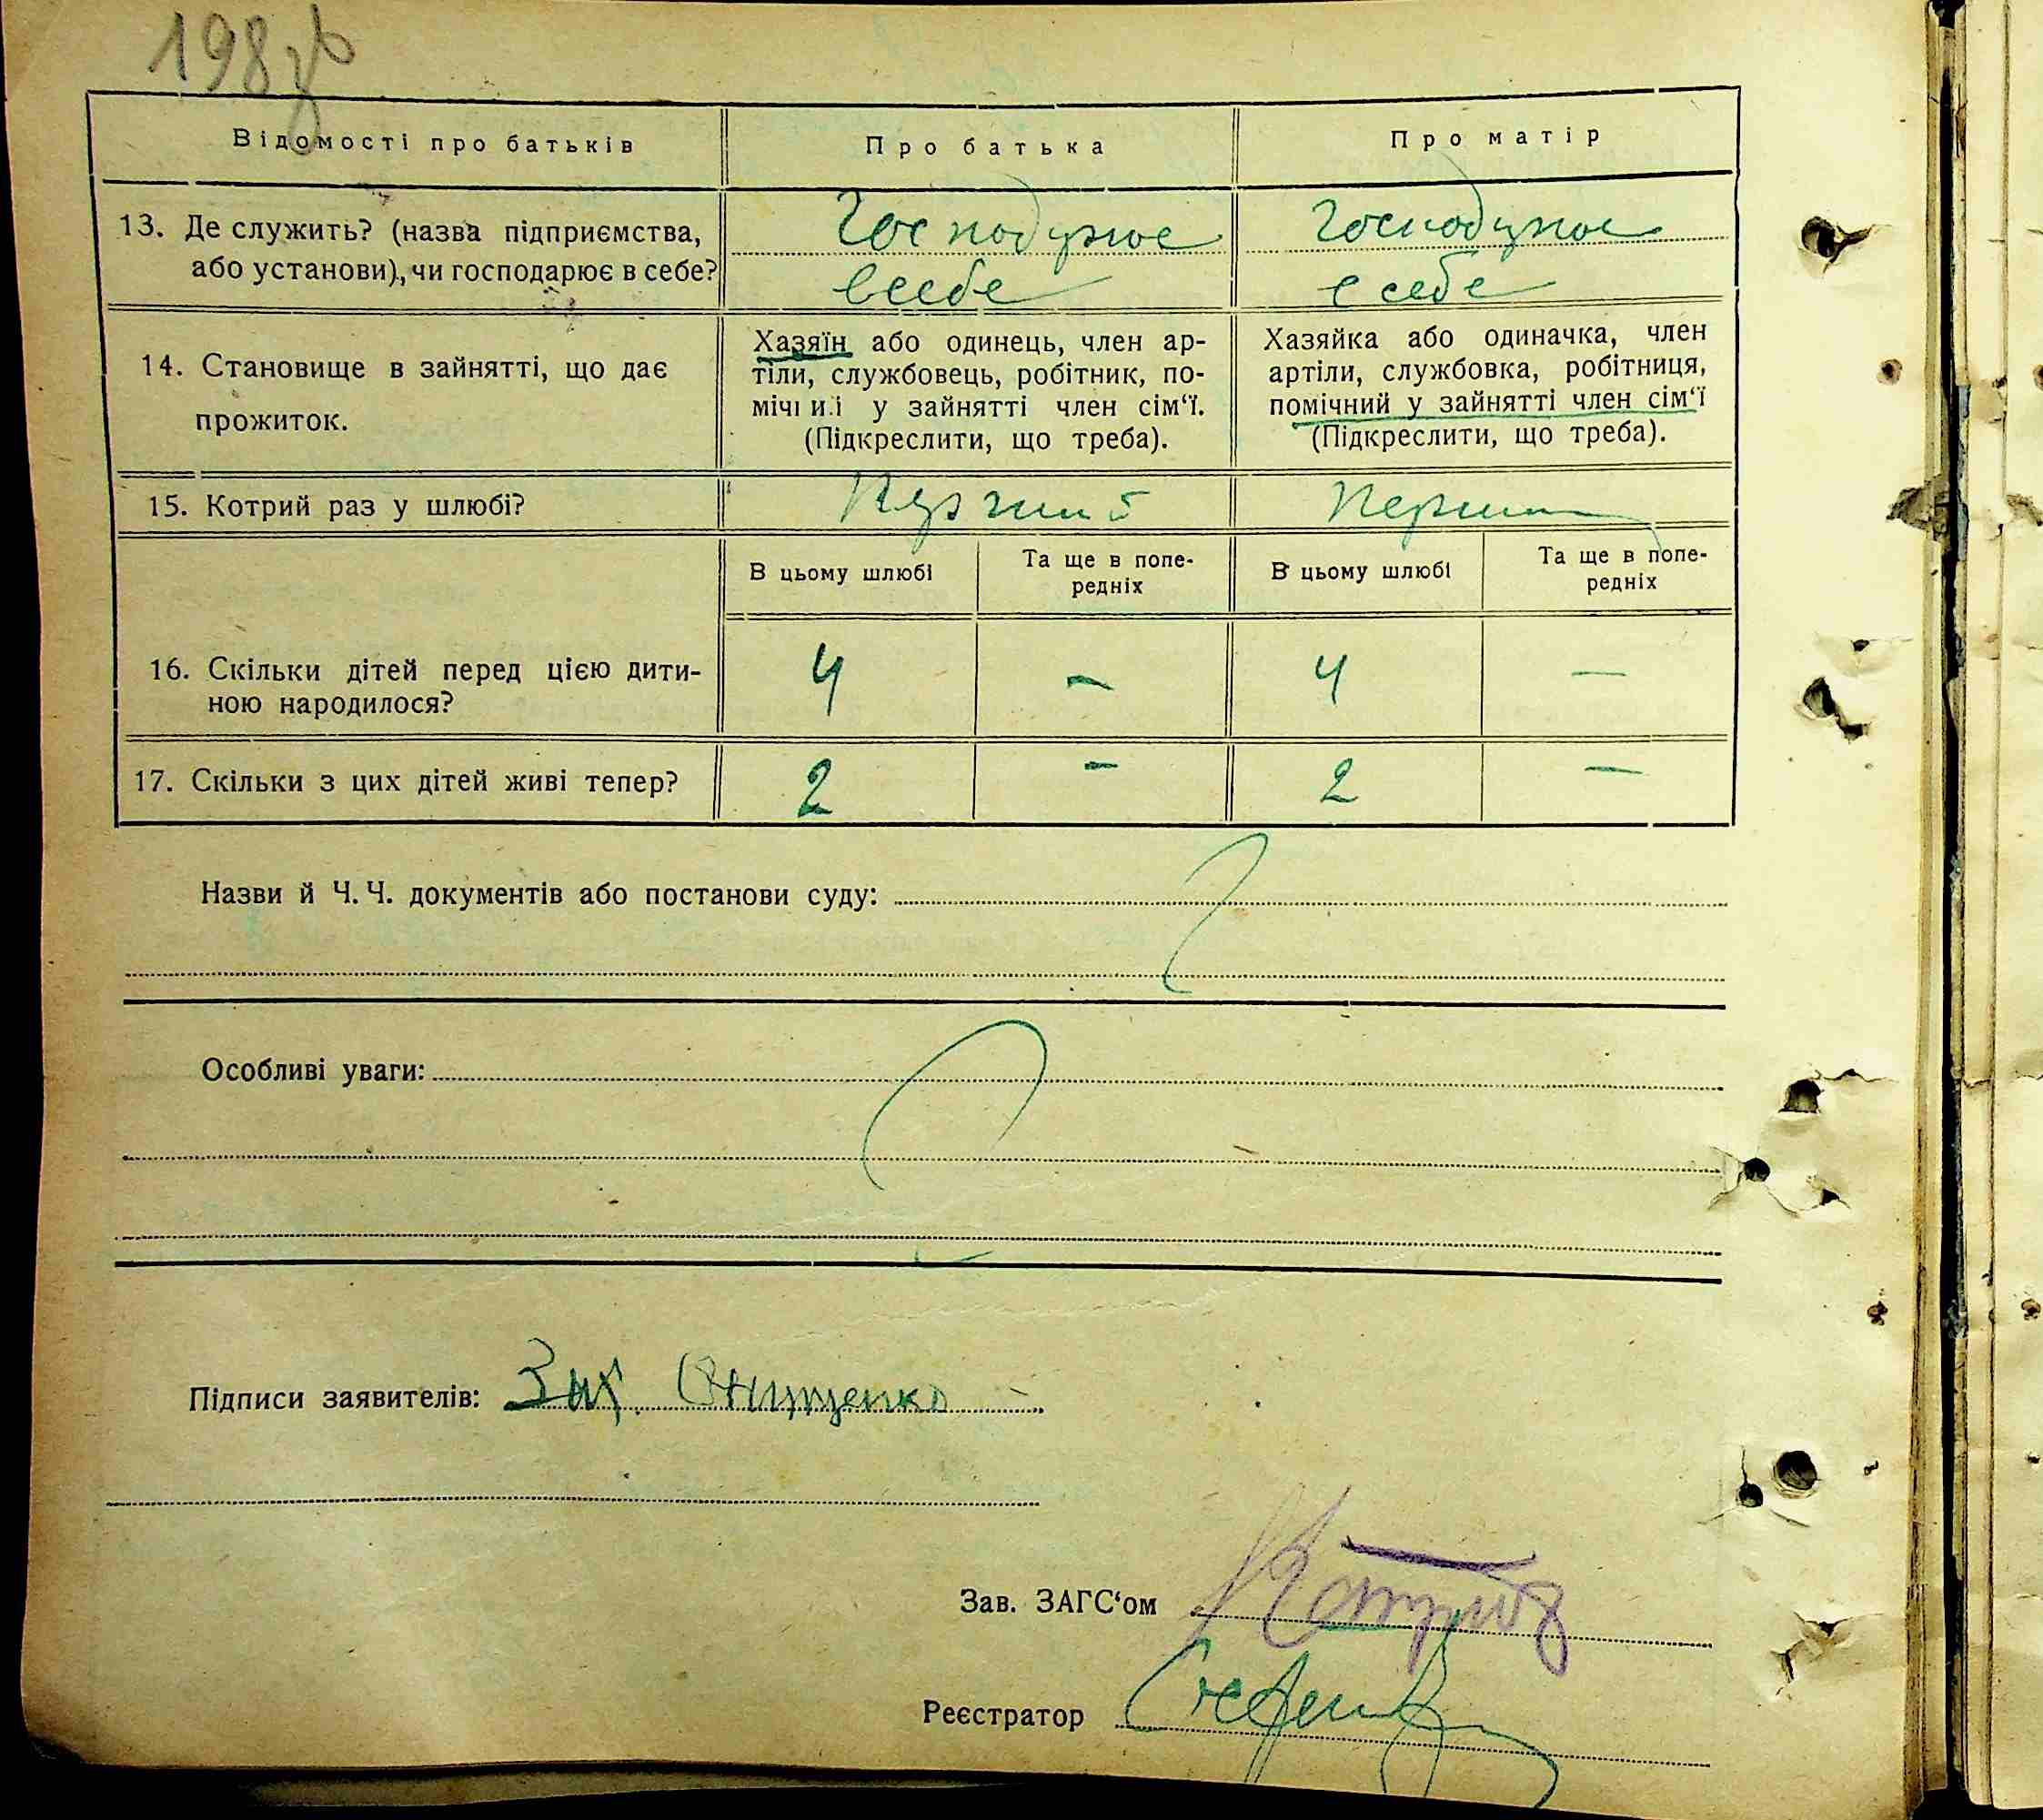 198зв
Відомості про батьків
Про батька
Про матір
13. Де служить? (назва підприємства,
або установи), чи господарює в себе?
Господарює
в себе
Господарює
в себе
14. Становище в зайнятті, що дає
прожиток.
Хазяїн або одинець, член ар-
тіли, службовець, робітник, по-
мічний у зайнятті член сім‘ї.
(Підкреслити, що треба).
Хазяйка або одиначка, член
артіли, службовка, робітниця,
помічний у зайнятті член сім‘ї
(Підкреслити, що треба).
15. Котрий раз у шлюбі?
Перший
Перший
В цьому шлюбі
Та ще в попе-
редніх
В цьому шлюбі
Та ще в попе-
редніх
16. Скільки дітей перед цією дити-
ною народилося?
4 — 4 —
17. Скільки з цих дітей живі тепер?
2 — 2 —
Назви й Ч. Ч. документів або постанови суду:
Особливі уваги:
Підписи заявителів: Зах. Онищенко
Зав. ЗАГС‘ом
Реєстратор